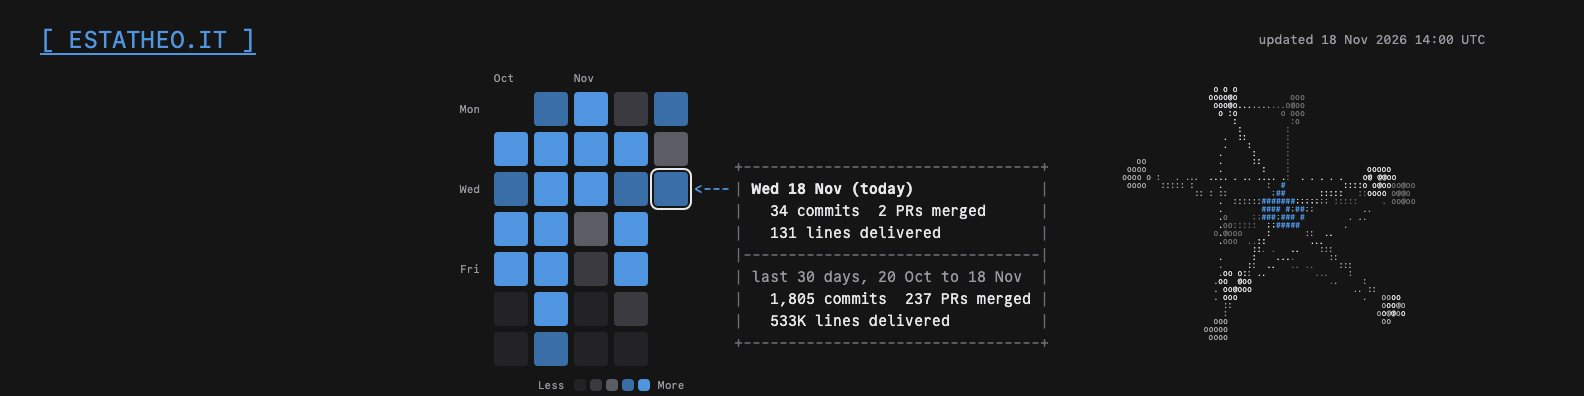 [ ESTATHEO.IT ]
updated 18 Nov 2026 14:00 UTC
Oct Nov
Mon
Wed
Fri
<---
Wed 18 Nov (today)
34 commits 2 PRs merged
131 lines delivered
last 30 days, 20 Oct to 18 Nov
1,805 commits 237 PRs merged
533K lines delivered
Less More